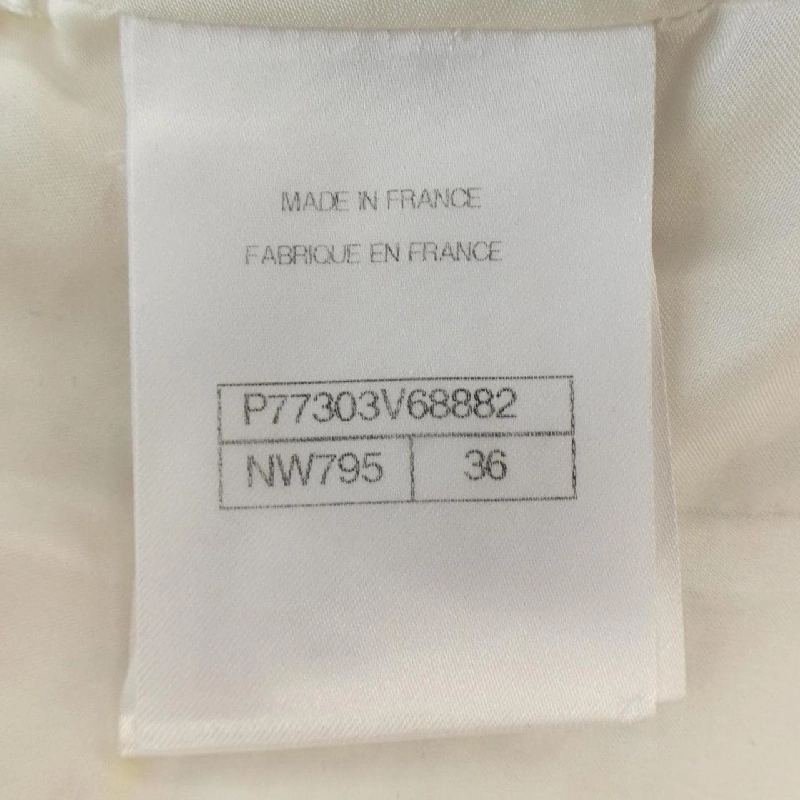 MADE IN FRANCE
FABRIQUE EN FRANCE
P77303V68882
NW795 36